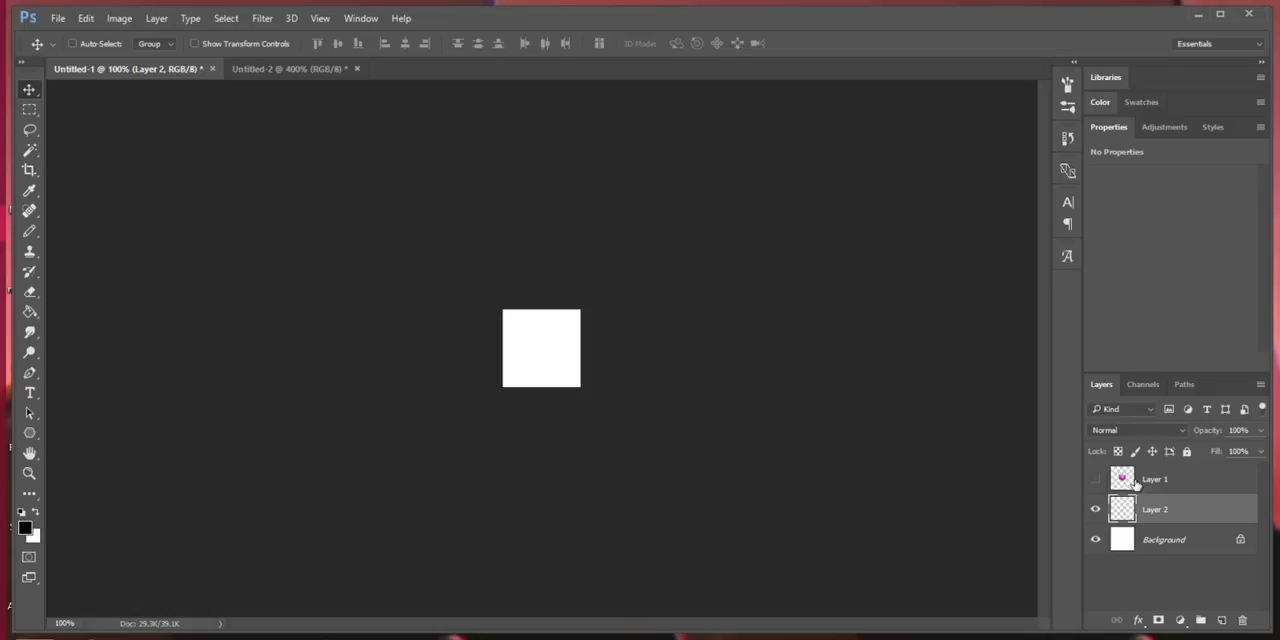 Ps File Edit Image Layer Type Select Filter 3D View Window Help
Auto-Select: Group Show Transform Controls 3D Mode: Essentials
Untitled-1 @ 100% (Layer 2, RGB/8) * × Untitled-2 @ 400% (RGB/8) * ×
Libraries
Color Swatches
Properties Adjustments Styles
No Properties
Layers Channels Paths
Kind
Normal Opacity: 100%
Lock: Fill: 100%
Layer 1
Layer 2
Background
100% Doc: 29.3K/39.1K